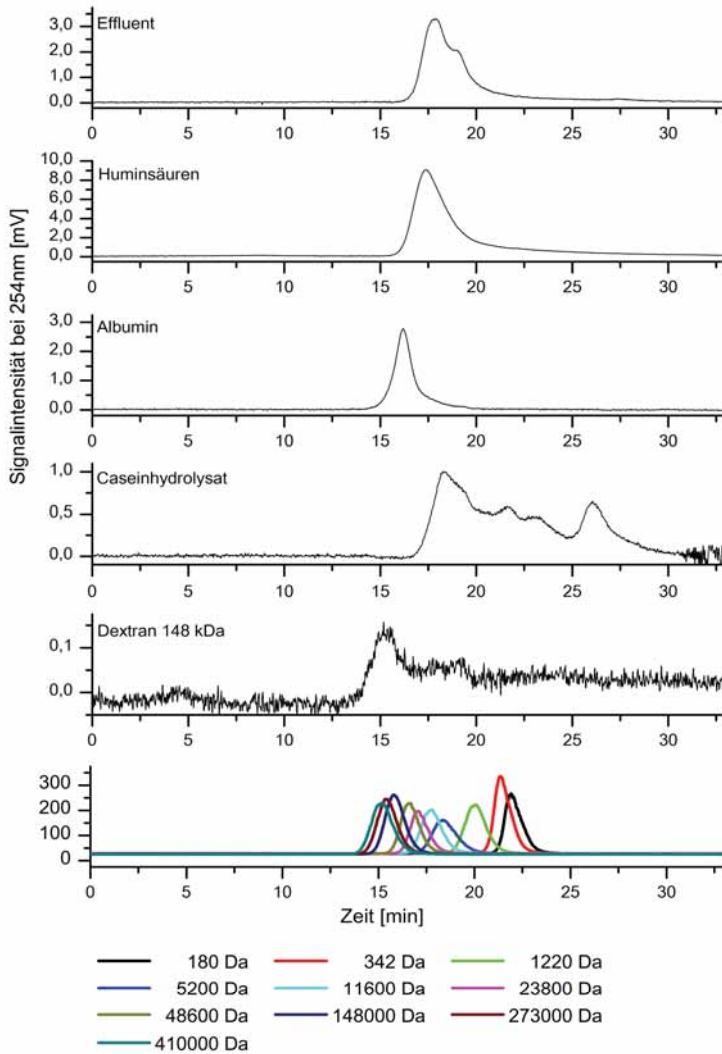 Signalintensität bei 254nm [mV]
Effluent
3,0
2,0
1,0
0,0
0 5 10 15 20 25 30
Huminsäuren
10,0
8,0
6,0
4,0
2,0
0,0
0 5 10 15 20 25 30
Albumin
3,0
2,0
1,0
0,0
0 5 10 15 20 25 30
Caseinhydrolysat
1,0
0,5
0,0
0 5 10 15 20 25 30
Dextran 148 kDa
0,1
0,0
0 5 10 15 20 25 30
300
200
100
0
0 5 10 15 20 25 30
Zeit [min]
180 Da 342 Da 1220 Da
5200 Da 11600 Da 23800 Da
48600 Da 148000 Da 273000 Da
410000 Da